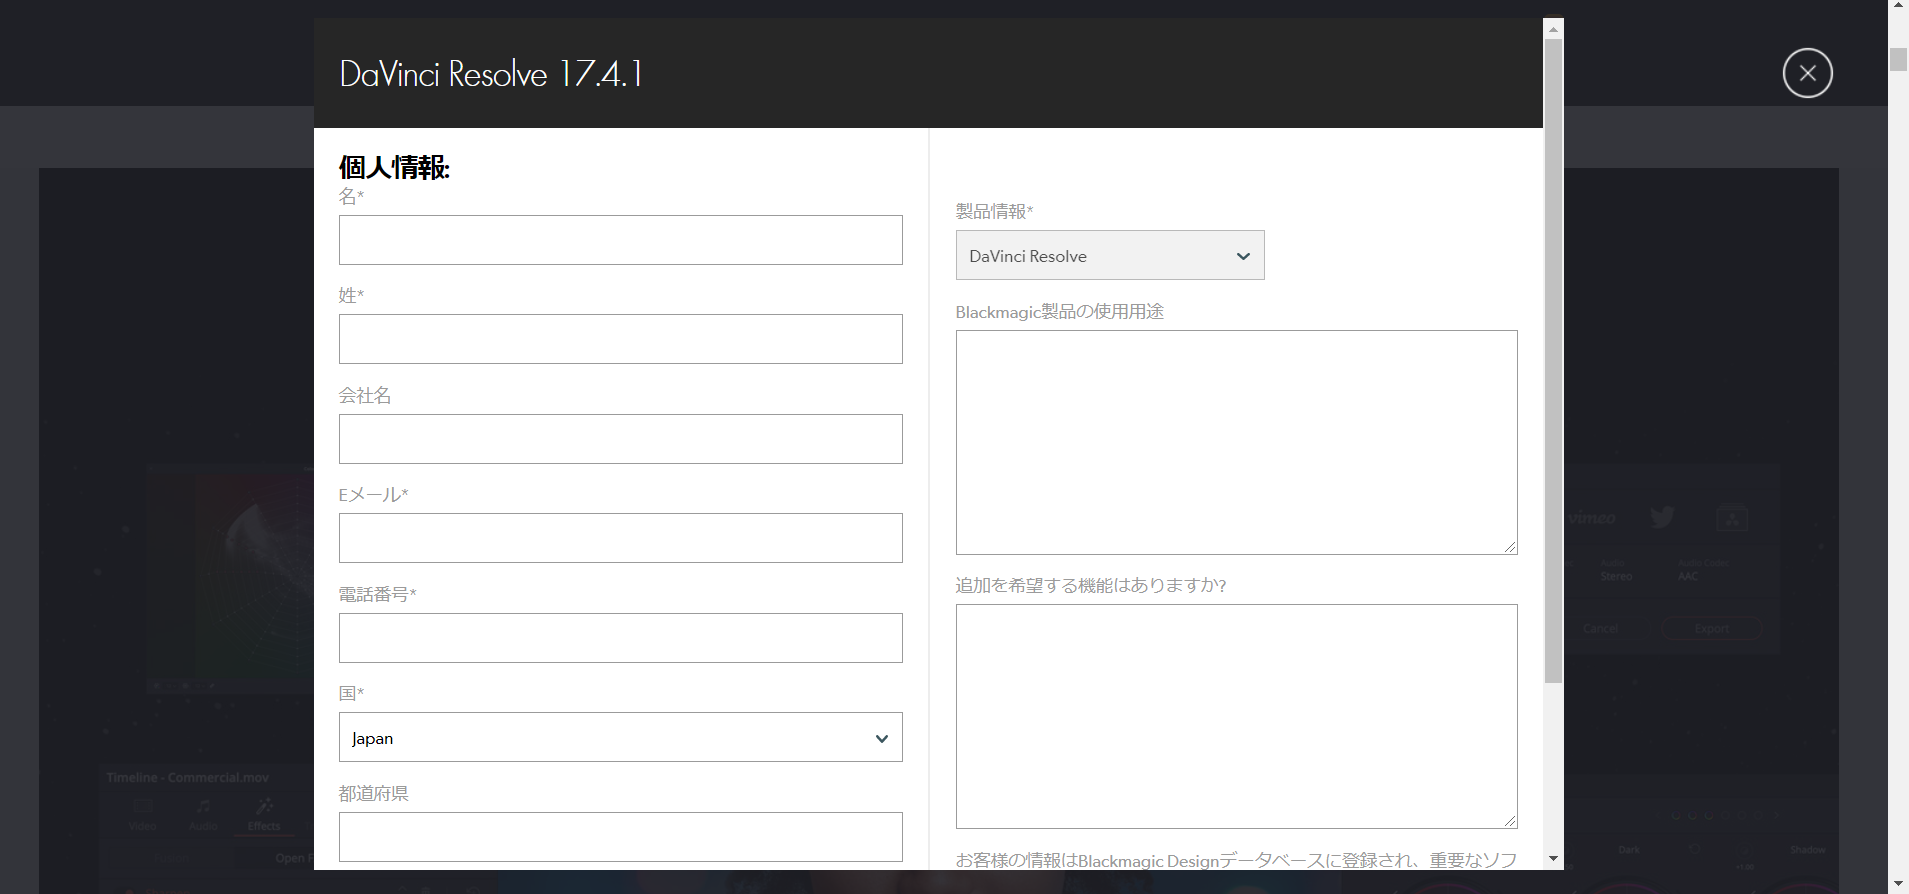 DaVinci Resolve 17.4.1
個人情報:
名*
姓*
会社名
Eメール*
電話番号*
国*
Japan
都道府県
製品情報*
DaVinci Resolve
Blackmagic製品の使用用途
追加を希望する機能はありますか?
お客様の情報はBlackmagic Designデータベースに登録され、重要なソフ
vimeo
Audio
Audio Codec
Stereo
AAC
Cancel
Export
Timeline - Commercial.mov
Video
Audio
Effects
Open F
Dark
Shadow